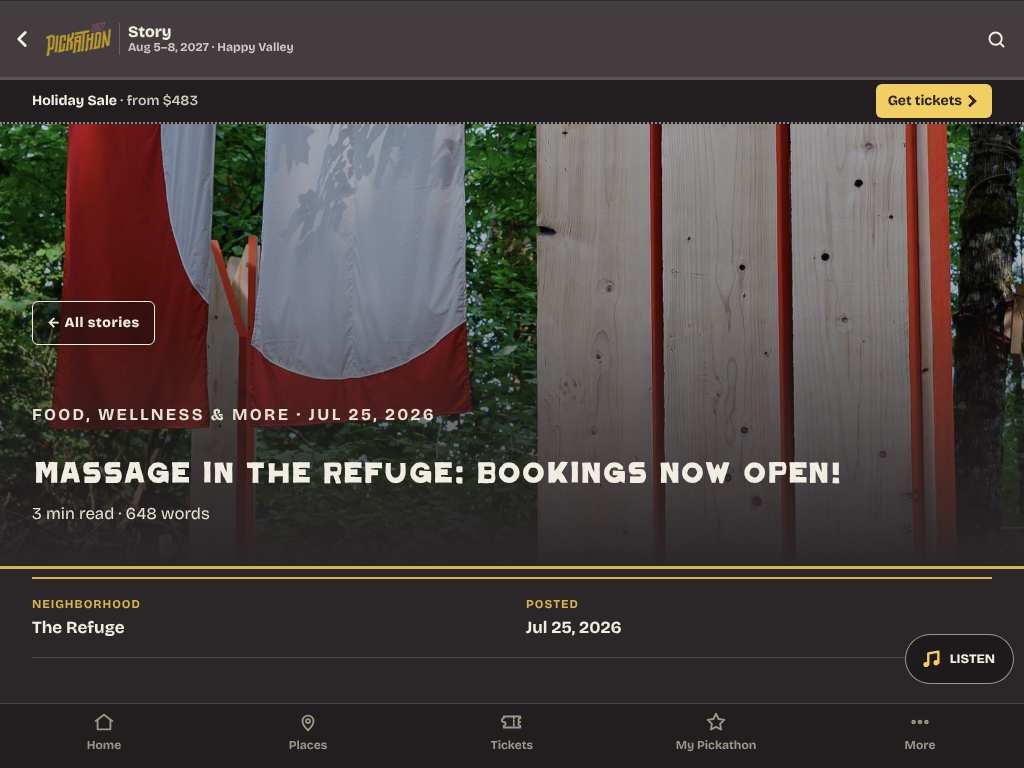 PICKATHON
Story
Aug 5–8, 2027 · Happy Valley
Holiday Sale · from $483
Get tickets
← All stories
FOOD, WELLNESS & MORE · JUL 25, 2026
MASSAGE IN THE REFUGE: BOOKINGS NOW OPEN!
3 min read · 648 words
NEIGHBORHOOD
The Refuge
POSTED
Jul 25, 2026
LISTEN
Home
Places
Tickets
My Pickathon
More